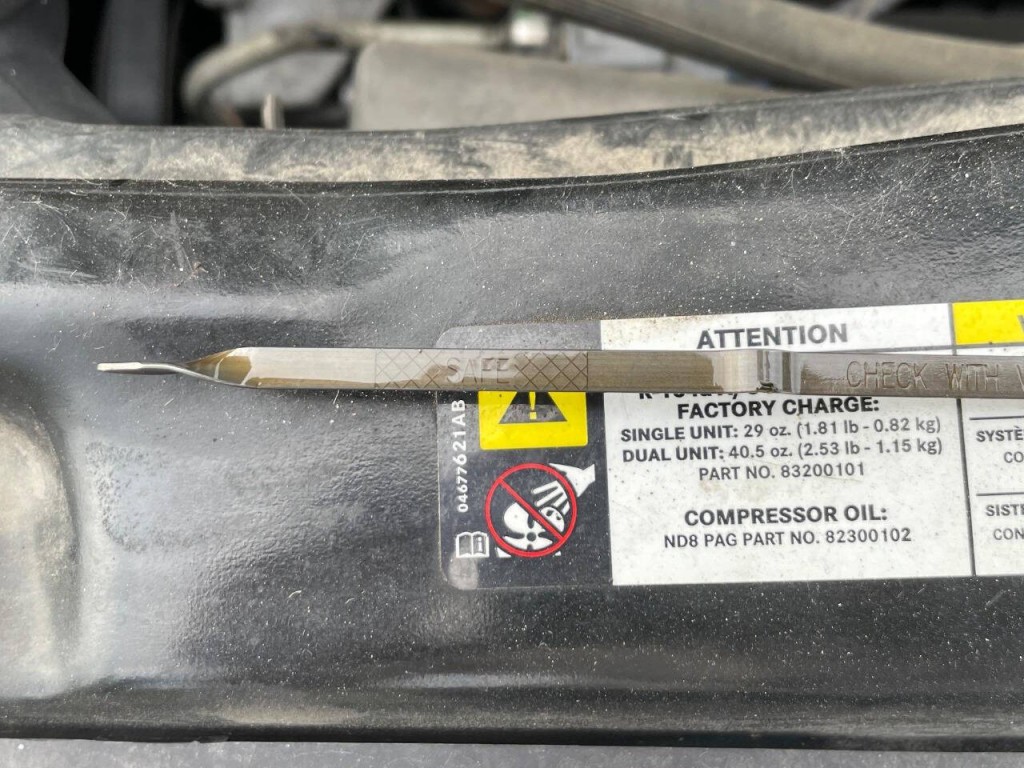 SAFE
CHECK WITH
ATTENTION
FACTORY CHARGE:
SINGLE UNIT: 29 oz. (1.81 lb - 0.82 kg)
DUAL UNIT: 40.5 oz. (2.53 lb - 1.15 kg)
PART NO. 83200101
COMPRESSOR OIL:
ND8 PAG PART NO. 82300102
04677621AB
SYSTÈ
CO
SISTE
CON